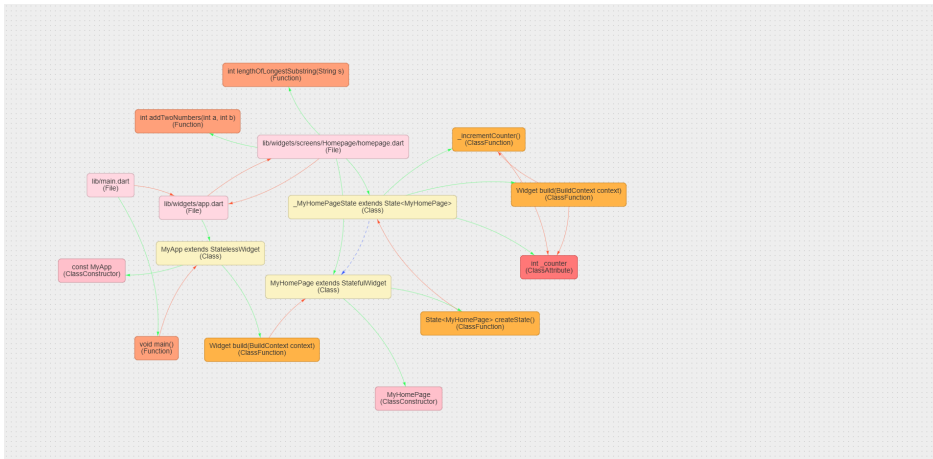 int lengthOfLongestSubstring(String s)
(Function)
int addTwoNumbers(int a, int b)
(Function)
lib/widgets/screens/Homepage/homepage.dart
(File)
_incrementCounter()
(ClassFunction)
lib/main.dart
(File)
lib/widgets/app.dart
(File)
_MyHomePageState extends State<MyHomePage>
(Class)
Widget build(BuildContext context)
(ClassFunction)
MyApp extends StatelessWidget
(Class)
const MyApp
(ClassConstructor)
int _counter
(ClassAttribute)
MyHomePage extends StatefulWidget
(Class)
State<MyHomePage> createState()
(ClassFunction)
void main()
(Function)
Widget build(BuildContext context)
(ClassFunction)
MyHomePage
(ClassConstructor)